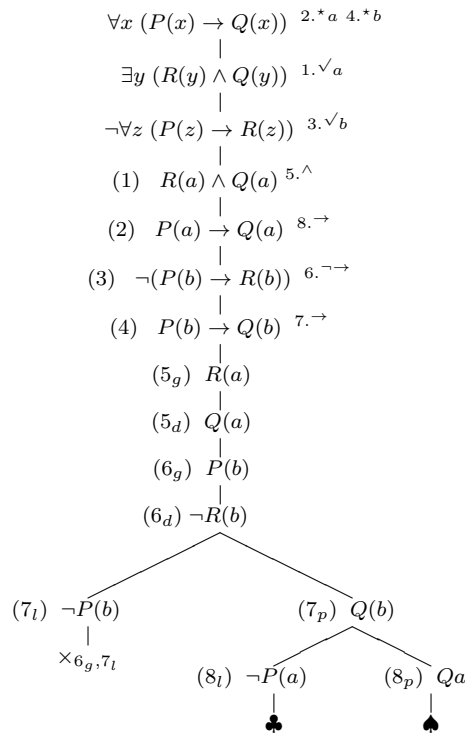 ∀x (P(x) → Q(x)) 2.⋆a 4.⋆b
∃y (R(y) ∧ Q(y)) 1.√a
¬∀z (P(z) → R(z)) 3.√b
(1) R(a) ∧ Q(a) 5.∧
(2) P(a) → Q(a) 8.→
(3) ¬(P(b) → R(b)) 6.¬→
(4) P(b) → Q(b) 7.→
(5g) R(a)
(5d) Q(a)
(6g) P(b)
(6d) ¬R(b)
(7l) ¬P(b) (7p) Q(b)
×6g,7l
(8l) ¬P(a) (8p) Qa
♣ ♠